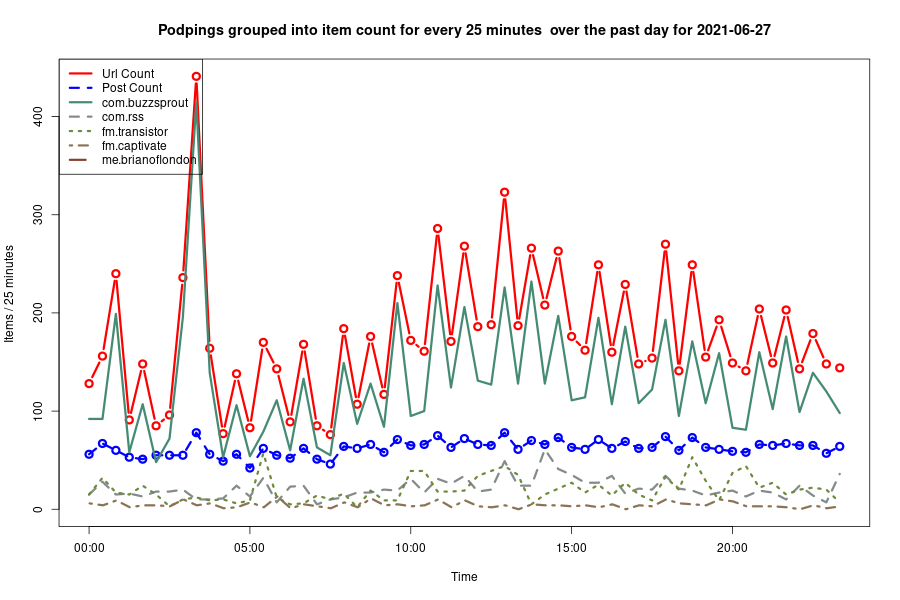 Podpings grouped into item count for every 25 minutes  over the past day for 2021-06-27
Url Count
Post Count
com.buzzsprout
com.rss
fm.transistor
fm.captivate
me.brianoflondon
Items / 25 minutes
400
300
200
100
0
00:00 05:00 10:00 15:00 20:00
Time